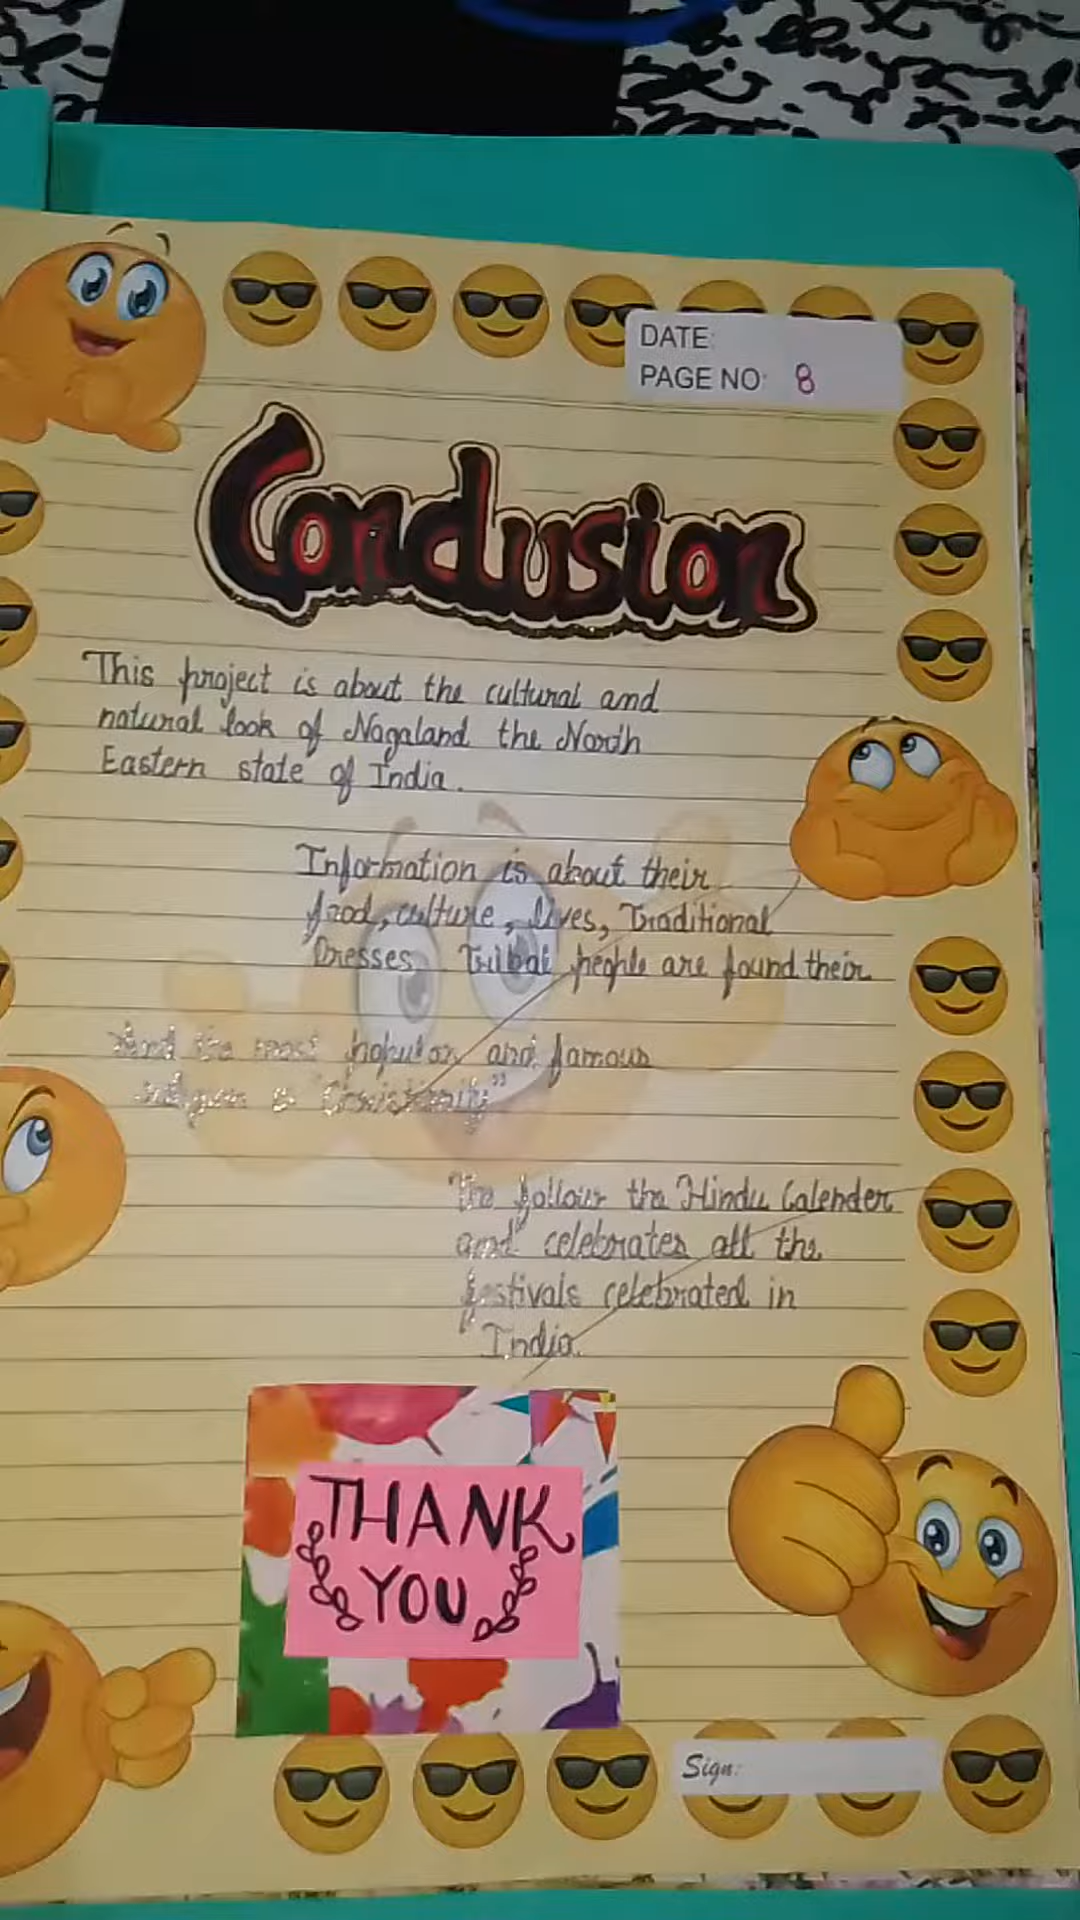 DATE:
PAGE NO: 8
Conclusion
This project is about the cultural and
natural look of Nagaland the North
Eastern state of India.
Information is about their
food, culture, lives, Traditional
Dresses. Tribal people are found their
And the most popular and famous
religion is "Christianity"
The follow the Hindu Calender
and celebrates all the
festivals celebrated in
India.
THANK
YOU
Sign: